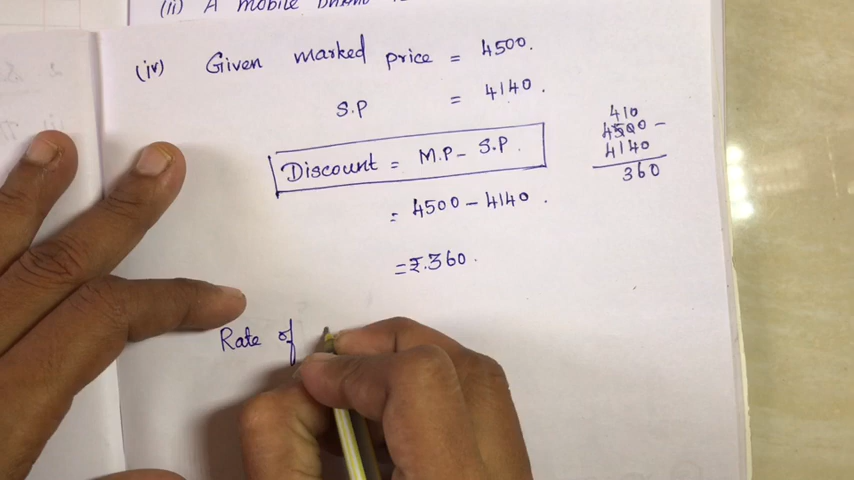 (ii) A mobile
(iv) Given marked price = 4500.
S.P = 4140.
Discount = M.P - S.P.
= 4500 - 4140.
= ₹.360.
Rate of
410
4500 -
4140
360